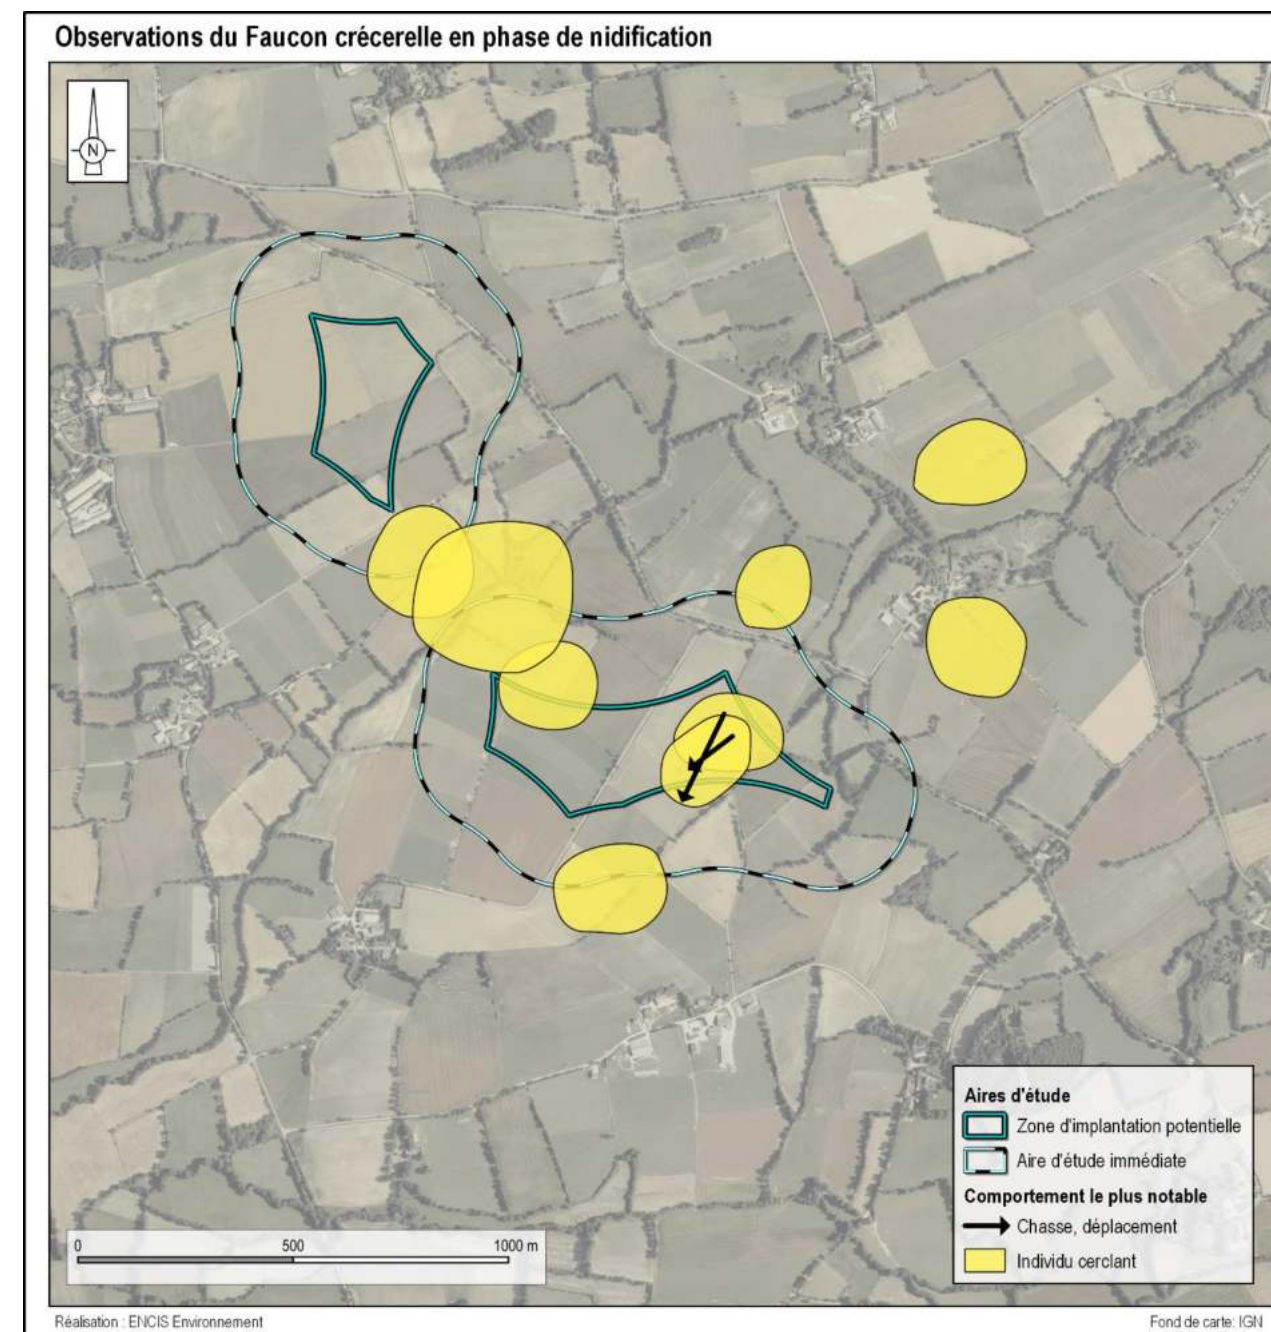 Observations du Faucon crécerelle en phase de nidification
N
Aires d'étude
Zone d'implantation potentielle
Aire d'étude immédiate
Comportement le plus notable
Chasse, déplacement
Individu cerclant
0 500 1000 m
Réalisation : ENCIS Environnement Fond de carte: IGN